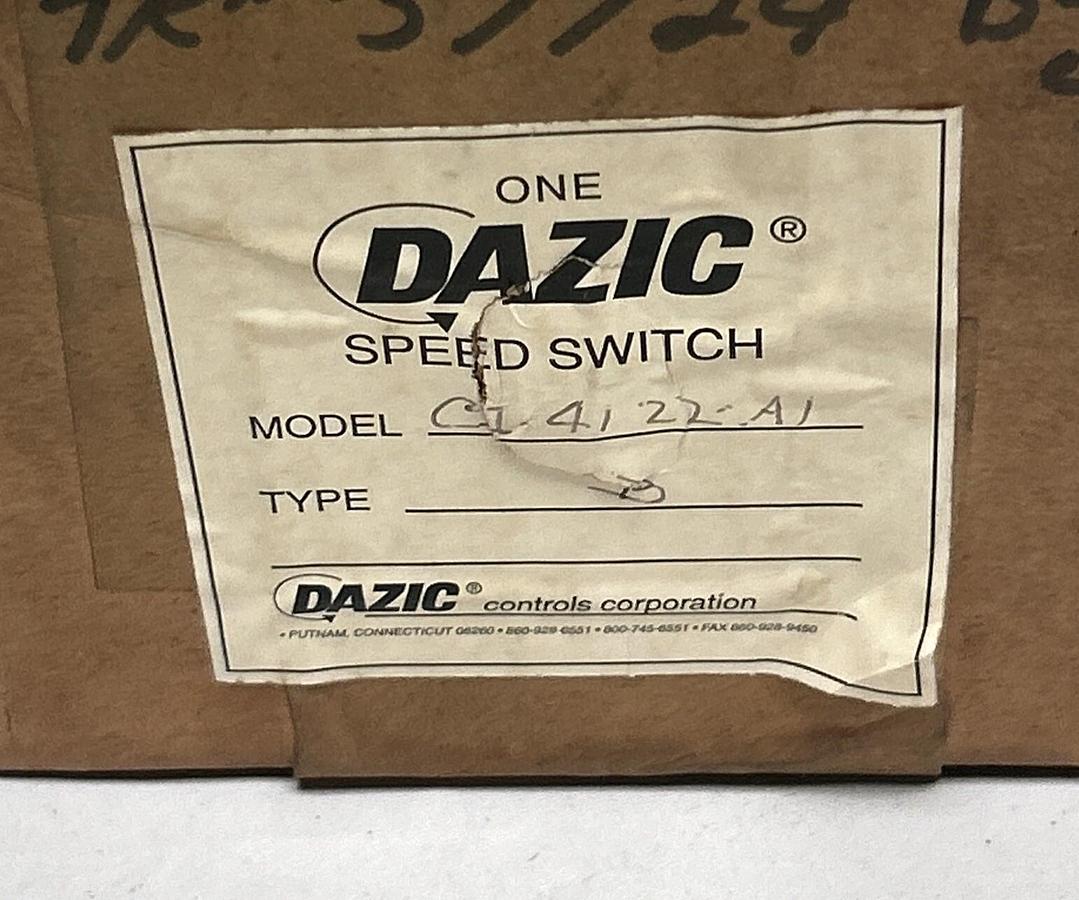 ONE
DAZIC®
SPEED SWITCH
MODEL 41 22-A1
TYPE D
DAZIC® controls corporation
• PUTNAM, CONNECTICUT 06260 • 860-928-6551 • 800-745-6551 • FAX 860-928-9450